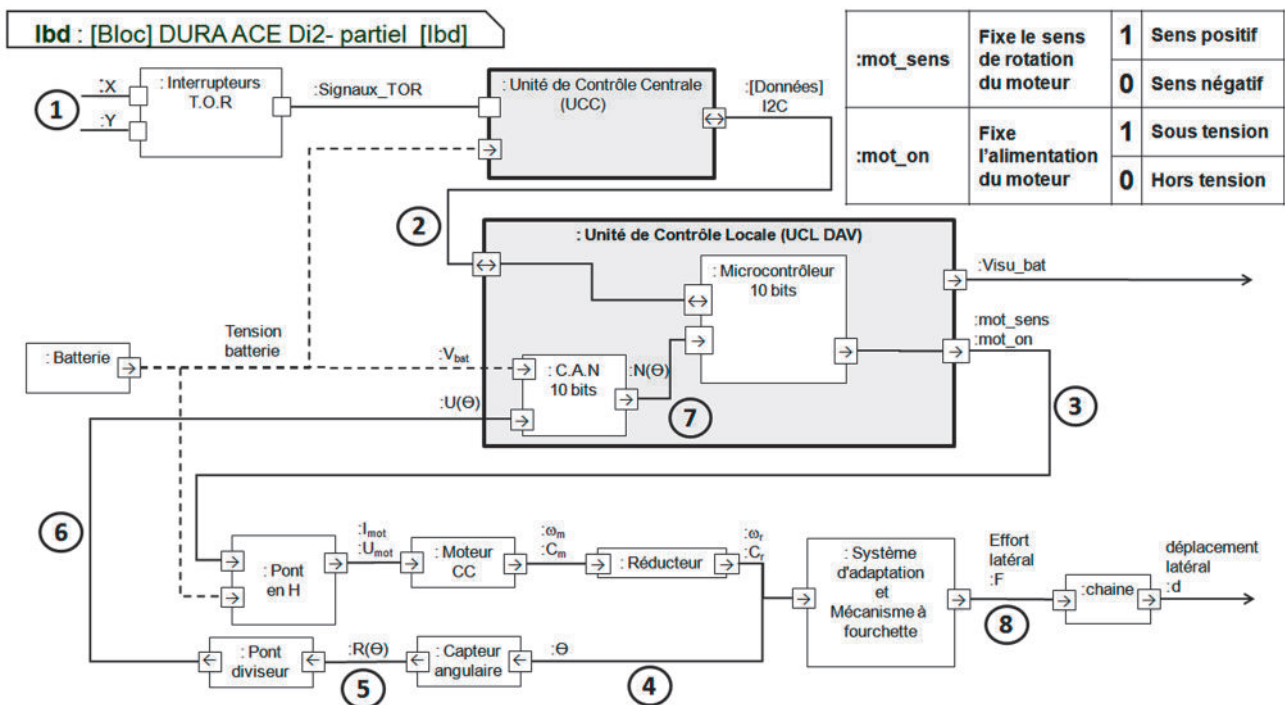 Ibd : [Bloc] DURA ACE Di2- partiel [Ibd]
:mot_sens
Fixe le sens
de rotation
du moteur
1 Sens positif
0 Sens négatif
:mot_on
Fixe
l'alimentation
du moteur
1 Sous tension
0 Hors tension
1
:X
:Y
: Interrupteurs
T.O.R
:Signaux_TOR
: Unité de Contrôle Centrale
(UCC)
:[Données]
I2C
2
: Unité de Contrôle Locale (UCL DAV)
: Microcontrôleur
10 bits
:Visu_bat
:mot_sens
:mot_on
: Batterie
Tension
batterie
:Vbat
: C.A.N
10 bits
:N(Θ)
:U(Θ)
7
3
6
: Pont
en H
:Imot
:Umot
: Moteur
CC
:ωm
:Cm
: Réducteur
:ωr
:Cr
: Système
d'adaptation
et
Mécanisme à
fourchette
Effort
latéral
:F
8
:chaine
déplacement
latéral
:d
: Pont
diviseur
:R(Θ)
5
: Capteur
angulaire
:Θ
4